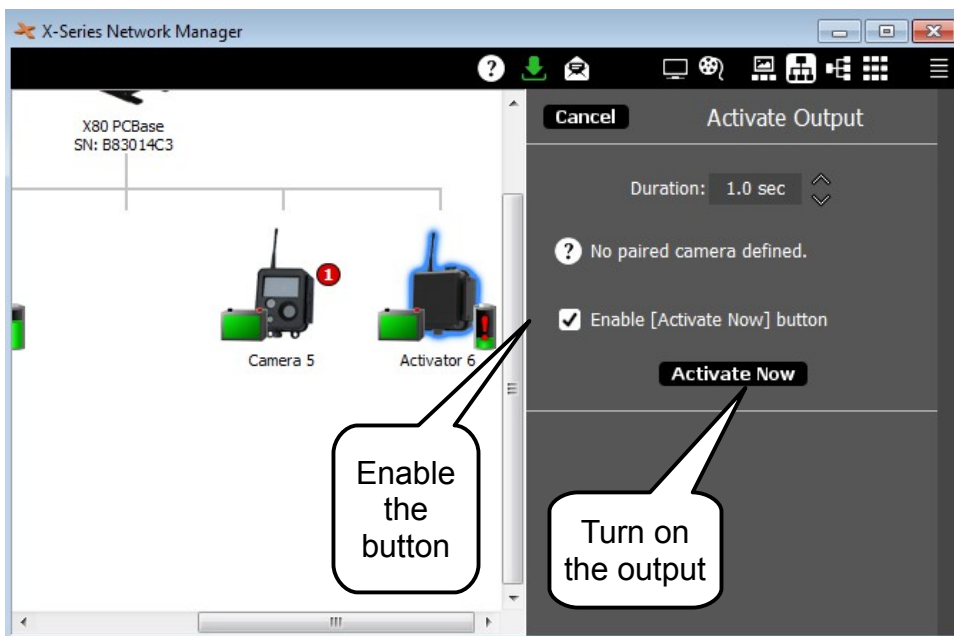 X-Series Network Manager
?
X80 PCBase
SN: B83014C3
1
Camera 5
Activator 6
Cancel
Activate Output
Duration: 1.0 sec
? No paired camera defined.
Enable [Activate Now] button
Activate Now
Enable
the
button
Turn on
the output